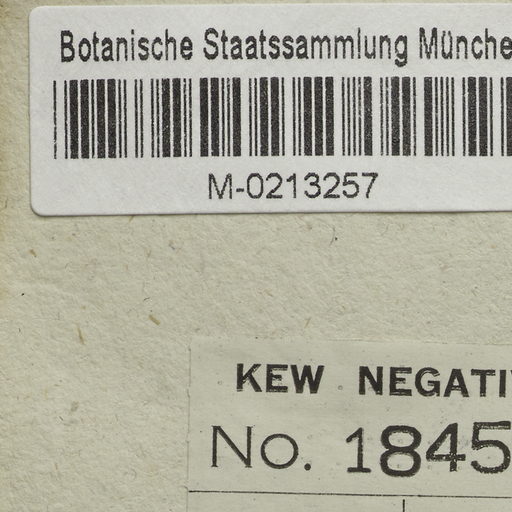 Botanische Staatssammlung Münche
M-0213257
KEW NEGATI
No. 1845